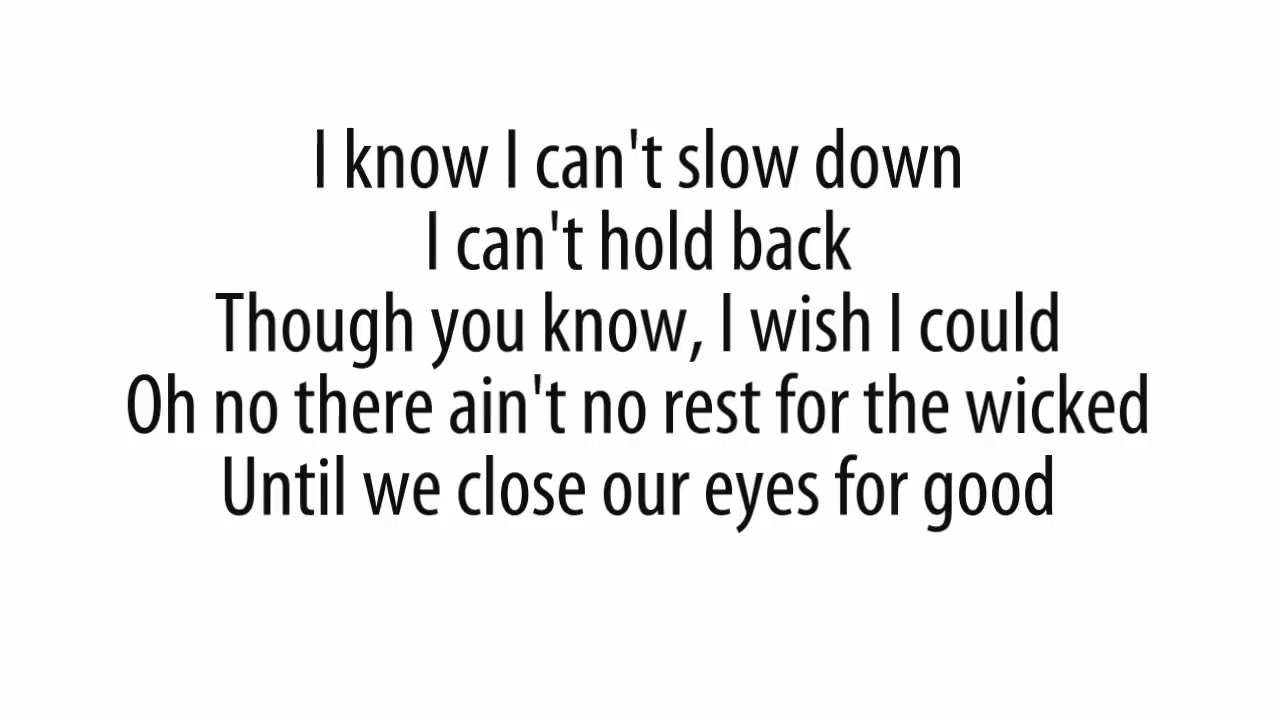 I know I can't slow down
I can't hold back
Though you know, I wish I could
Oh no there ain't no rest for the wicked
Until we close our eyes for good